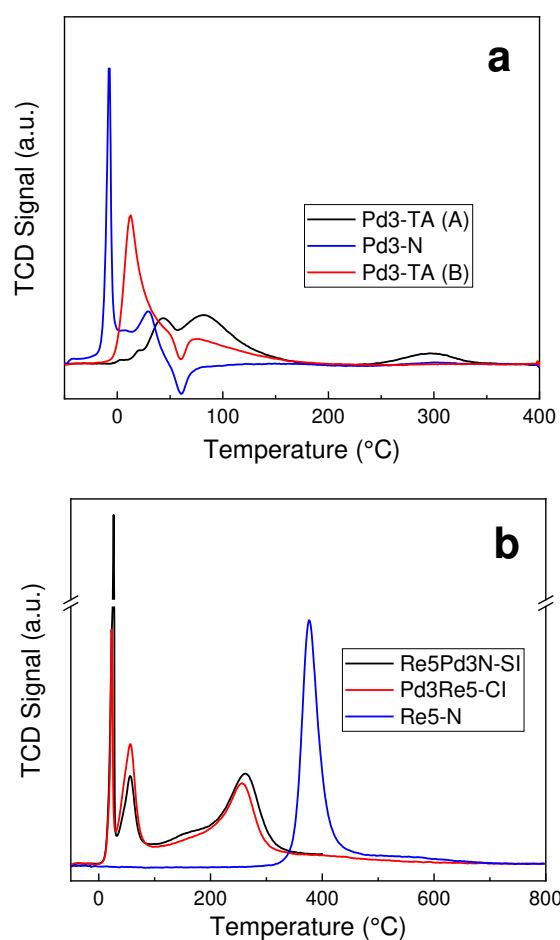 a
TCD Signal (a.u.)
Pd3-TA (A)
Pd3-N
Pd3-TA (B)
0 100 200 300 400
Temperature (°C)
b
TCD Signal (a.u.)
Re5Pd3N-SI
Pd3Re5-CI
Re5-N
0 200 400 600 800
Temperature (°C)